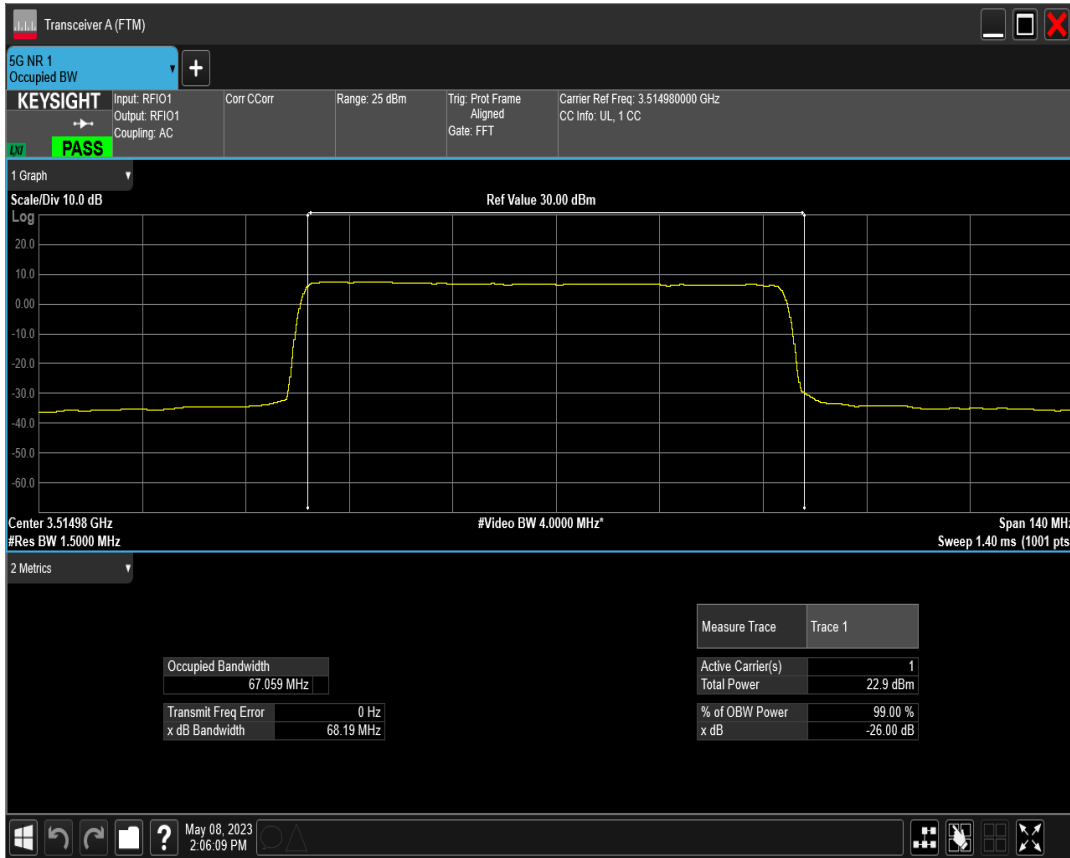 Transceiver A (FTM)
5G NR 1
Occupied BW
+
KEYSIGHT
LXI
PASS
Input: RFIO1
Output: RFIO1
Coupling: AC
Corr CCorr
Range: 25 dBm
Trig: Prot Frame
Aligned
Gate: FFT
Carrier Ref Freq: 3.514980000 GHz
CC Info: UL, 1 CC
1 Graph
Scale/Div 10.0 dB
Ref Value 30.00 dBm
Log
20.0
10.0
0.00
-10.0
-20.0
-30.0
-40.0
-50.0
-60.0
Center 3.51498 GHz
#Video BW 4.0000 MHz*
Span 140 MHz
#Res BW 1.5000 MHz
Sweep 1.40 ms (1001 pts
2 Metrics
Measure Trace Trace 1
Occupied Bandwidth
67.059 MHz
Active Carrier(s) 1
Total Power 22.9 dBm
Transmit Freq Error 0 Hz
x dB Bandwidth 68.19 MHz
% of OBW Power 99.00 %
x dB -26.00 dB
?
May 08, 2023
2:06:09 PM